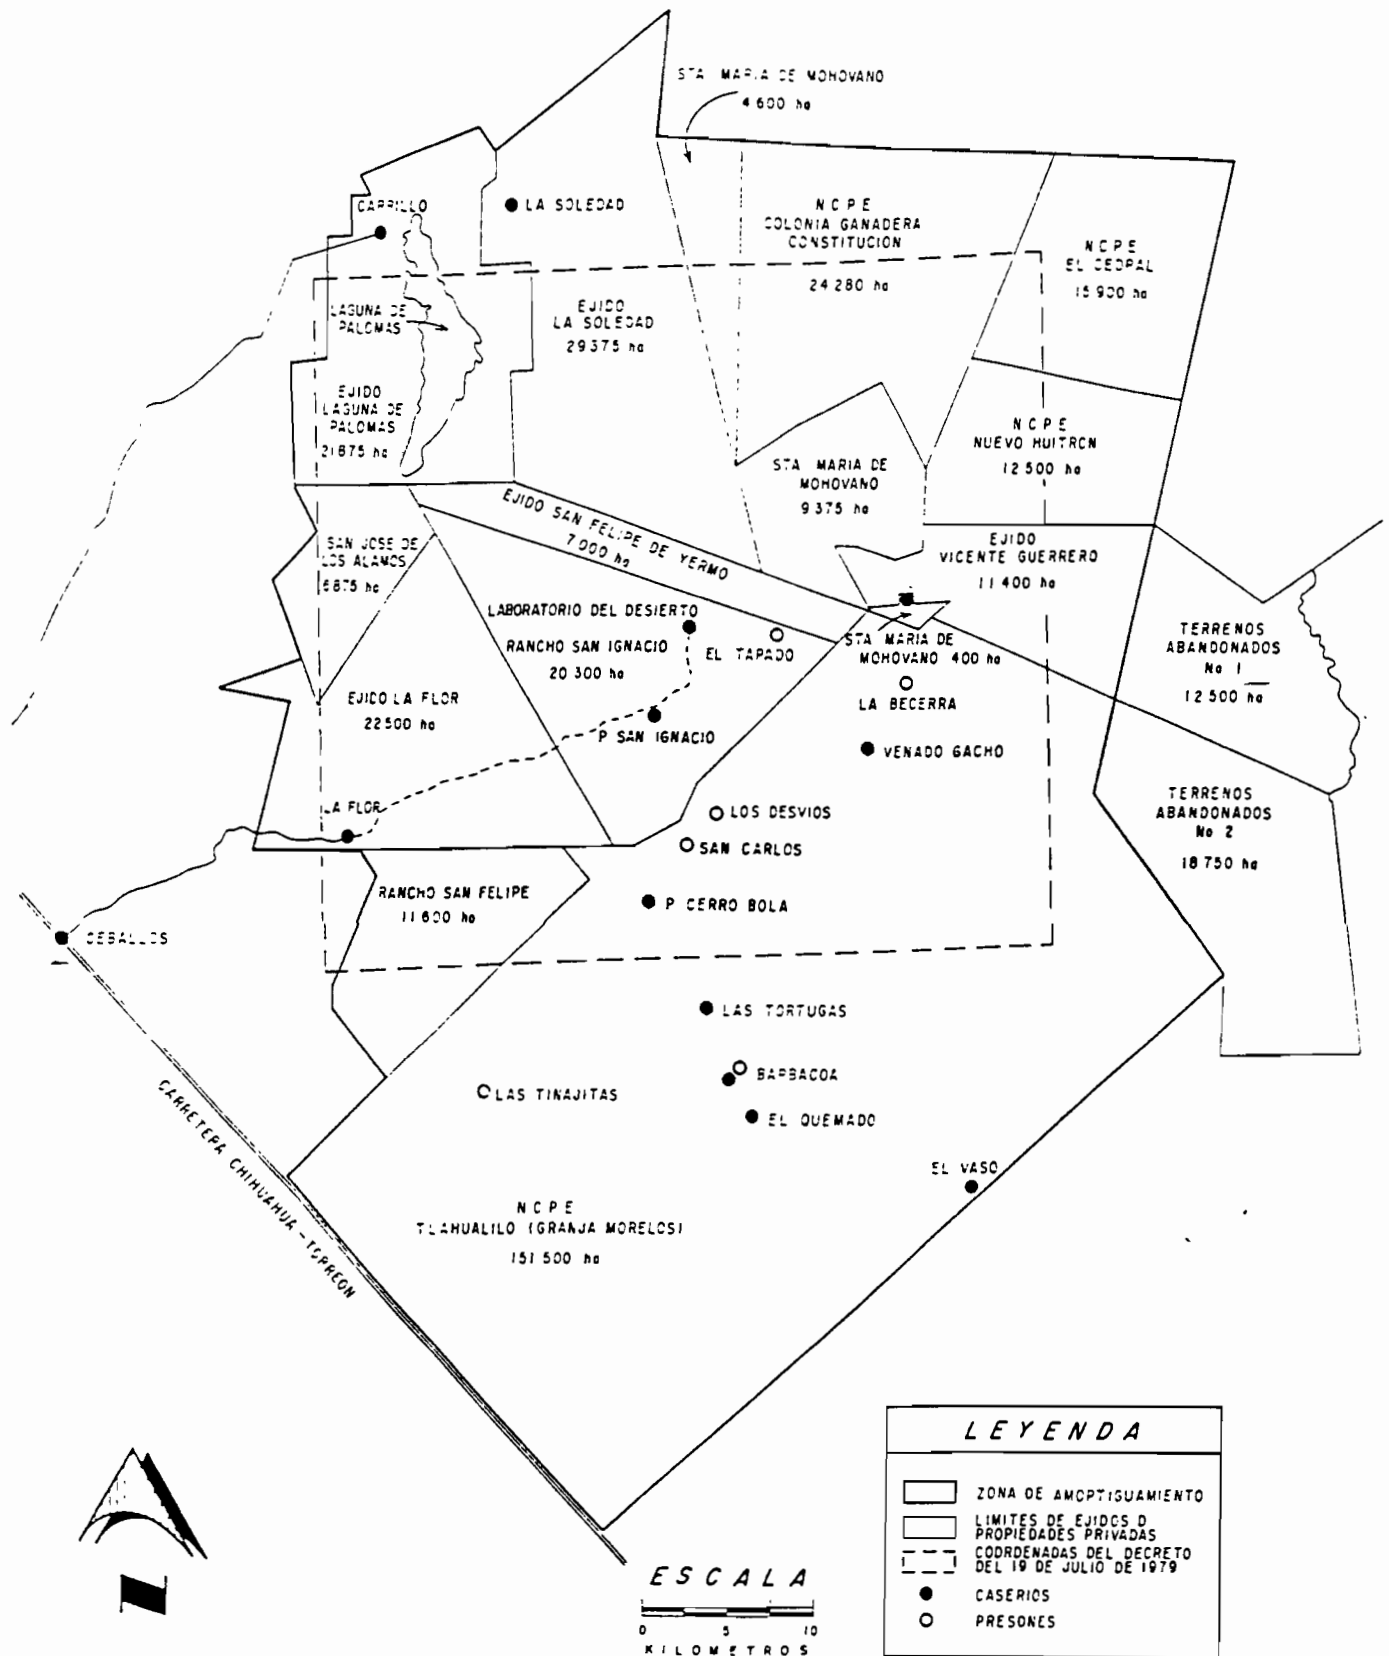 STA MARIA DE MOHOVANO
4 600 ha
CARRILLO
LA SOLEDAD
N C P E
COLONIA GANADERA
CONSTITUCION
24 280 ha
N C P E
EL CEDRAL
15 900 ha
LAGUNA DE
PALOMAS
EJIDO
LA SOLEDAD
29 375 ha
EJIDO
LAGUNA DE
PALOMAS
21 875 ha
N C P E
NUEVO HUITRON
12 500 ha
STA MARIA DE
MOHOVANO
9 375 ha
EJIDO SAN FELIPE DE YERMO
7 000 ha
SAN JOSE DE
LOS ALAMOS
6 875 ha
EJIDO
VICENTE GUERRERO
11 400 ha
LABORATORIO DEL DESIERTO
RANCHO SAN IGNACIO
20 300 ha
EL TAPADO
STA MARIA DE
MOHOVANO 400 ha
TERRENOS
ABANDONADOS
No 1
12 500 ha
LA BECERRA
EJIDO LA FLOR
22 500 ha
P SAN IGNACIO
VENADO GACHO
LA FLOR
LOS DESVIOS
SAN CARLOS
TERRENOS
ABANDONADOS
No 2
18 750 ha
RANCHO SAN FELIPE
11 600 ha
P CERRO BOLA
CEBALLOS
LAS TORTUGAS
BARBACOA
LAS TINAJITAS
EL QUEMADO
EL VASO
CARRETERA CHIHUAHUA - TORREON
N C P E
TLAHUALILO (GRANJA MORELOS)
151 500 ha
LEYENDA
ZONA DE AMORTIGUAMIENTO
LIMITES DE EJIDOS O
PROPIEDADES PRIVADAS
COORDENADAS DEL DECRETO
DEL 19 DE JULIO DE 1979
CASERIOS
PRESONES
ESCALA
0 5 10
KILOMETROS